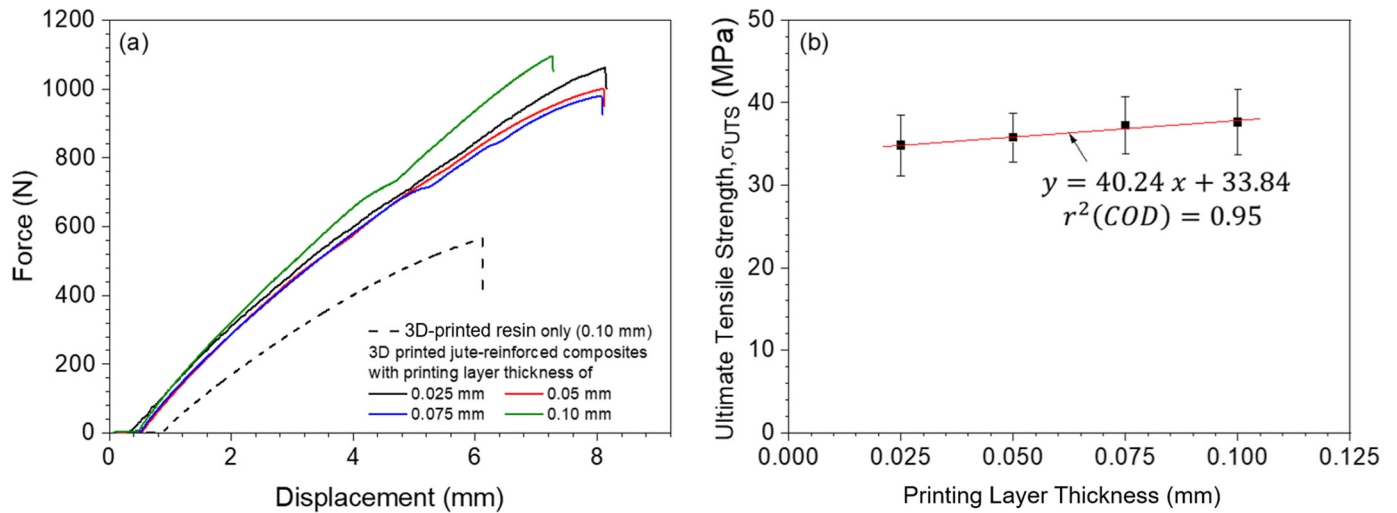 (a)
1200
1000
800
600
400
200
0
0 2 4 6 8
Force (N)
Displacement (mm)
3D-printed resin only (0.10 mm)
3D printed jute-reinforced composites
with printing layer thickness of
0.025 mm 0.05 mm
0.075 mm 0.10 mm
(b)
50
40
30
20
10
0
0.000 0.025 0.050 0.075 0.100 0.125
Ultimate Tensile Strength,σUTS (MPa)
Printing Layer Thickness (mm)
y = 40.24 x + 33.84
r²(COD) = 0.95